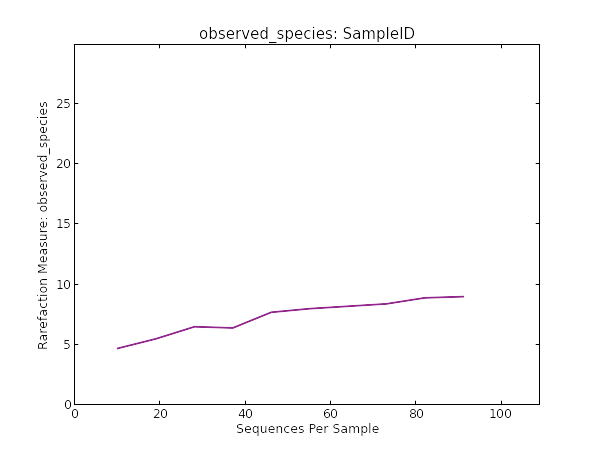 observed_species: SampleID
Rarefaction Measure: observed_species
25
20
15
10
5
0
0 20 40 60 80 100
Sequences Per Sample